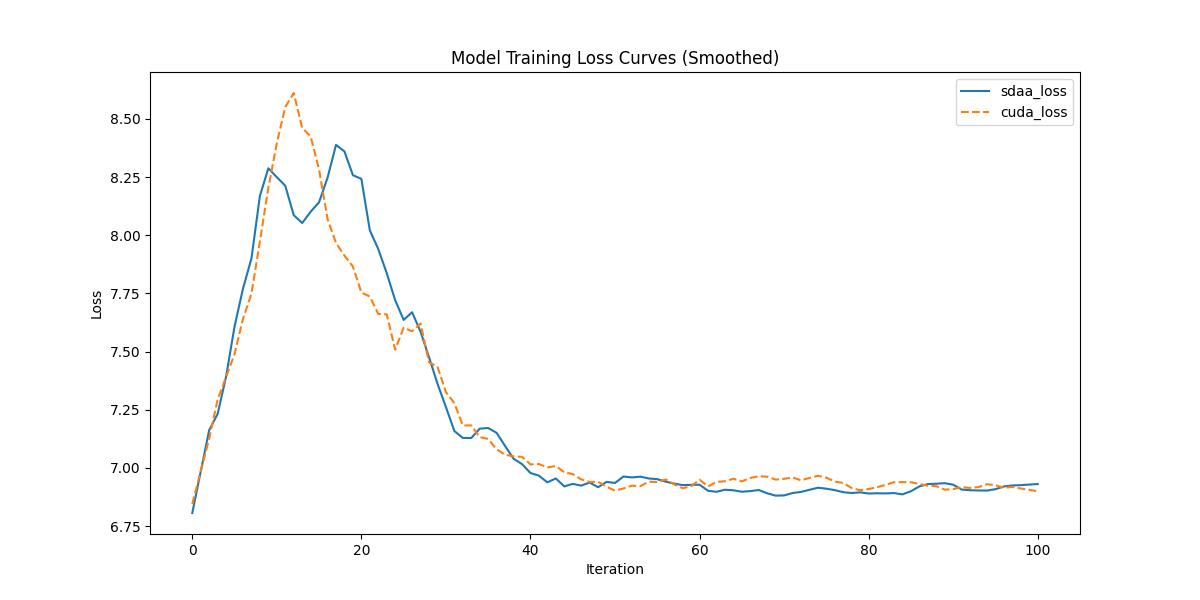 Model Training Loss Curves (Smoothed)
sdaa_loss
cuda_loss
Loss
8.50
8.25
8.00
7.75
7.50
7.25
7.00
6.75
0 20 40 60 80 100
Iteration